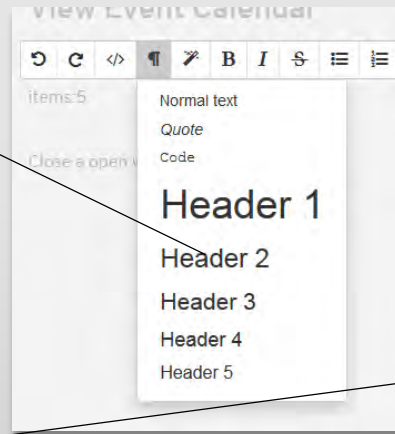 View Event Calendar
</> ¶ B I S
items:5
Close a open
Normal text
Quote
Code
Header 1
Header 2
Header 3
Header 4
Header 5